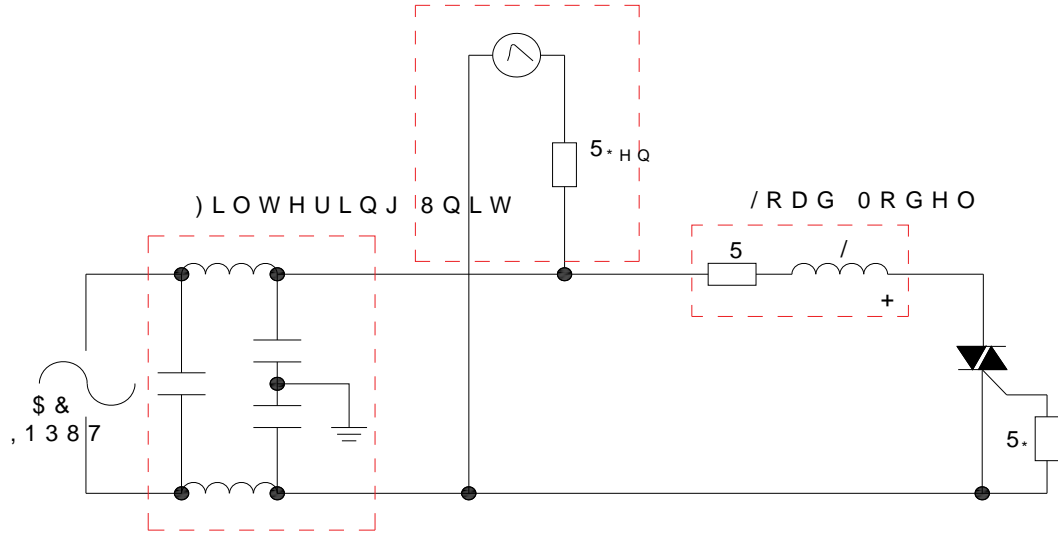 5*HQ
)LOWHULQJ 8QLW
/RDG 0RGHO
5
/
+
$ &
,1387
5*